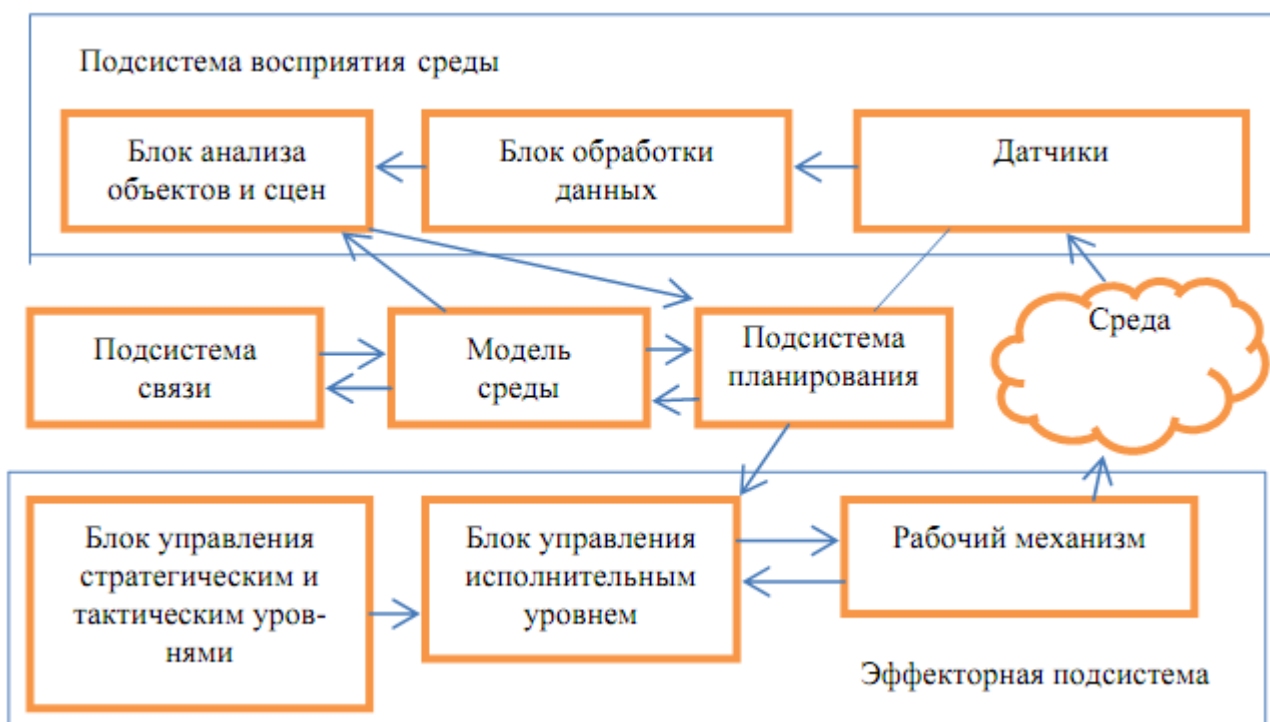 Подсистема восприятия среды
Блок анализа
объектов и сцен
Блок обработки
данных
Датчики
Подсистема
связи
Модель
среды
Подсистема
планирования
Среда
Блок управления
стратегическим и
тактическим уров-
нями
Блок управления
исполнительным
уровнем
Рабочий механизм
Эффекторная подсистема